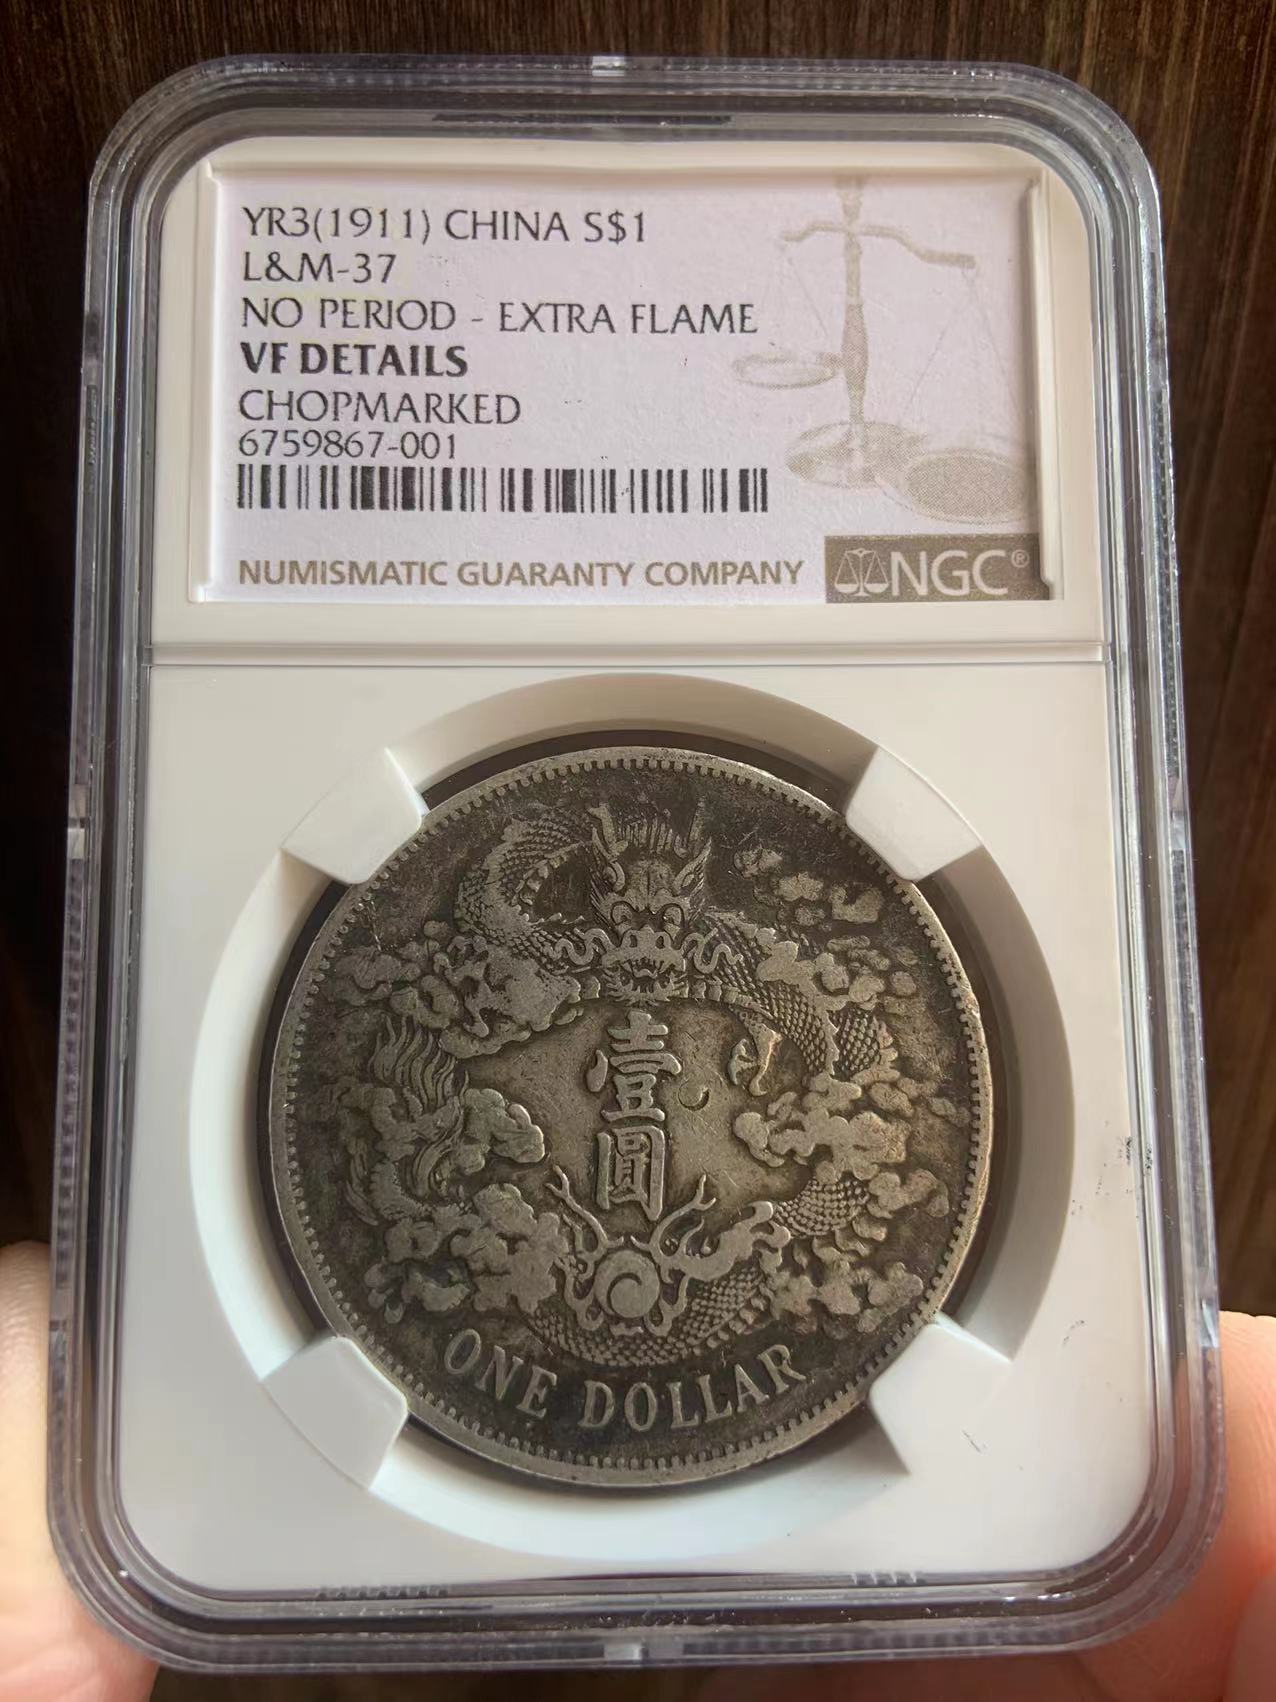 YR3(1911) CHINA S$1
L&M-37
NO PERIOD - EXTRA FLAME
VF DETAILS
CHOPMARKED
6759867-001
NUMISMATIC GUARANTY COMPANY
NGC®
壹
圓
ONE DOLLAR